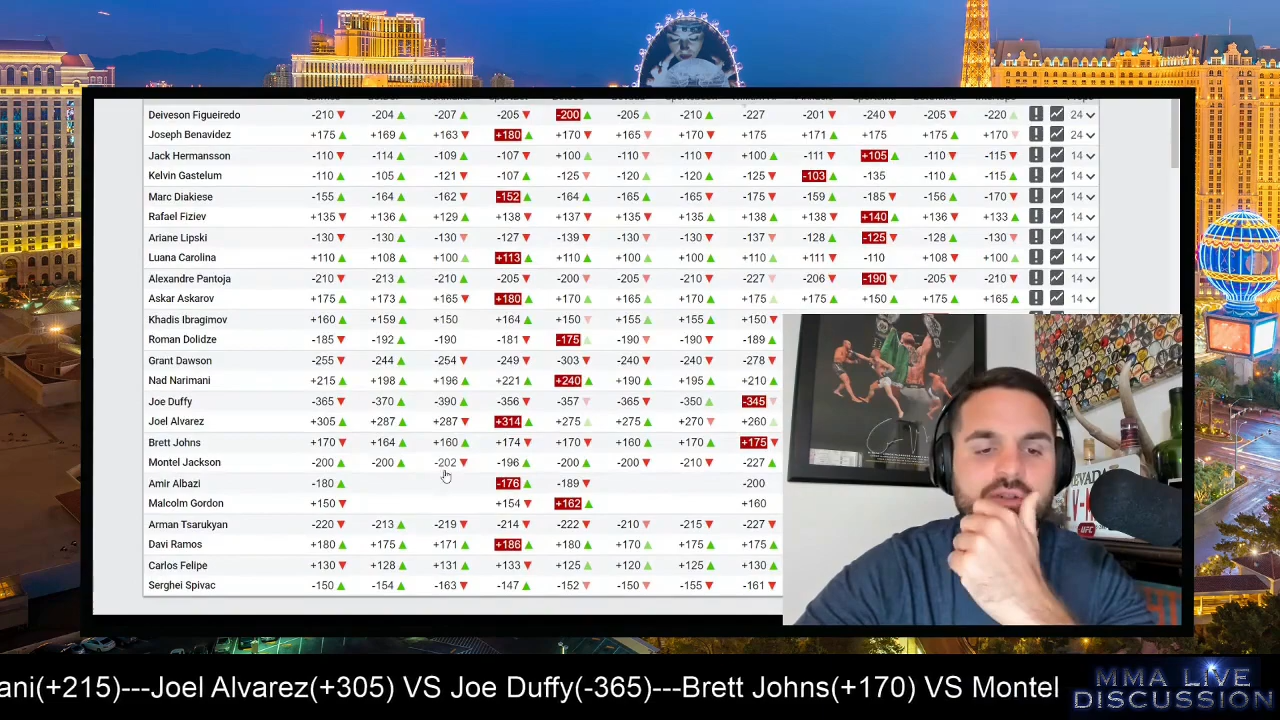 Deiveson Figueiredo -210 -204 -207 -205 -200 -205 -210 -227 -201 -240 -205 -220 24
Joseph Benavidez +175 +169 +163 +180 +170 +165 +170 +175 +171 +175 +175 +170 24
Jack Hermansson -110 -114 -109 -107 +100 -110 -110 +100 -111 +105 -110 -115 14
Kelvin Gastelum -110 -105 -121 -107 -125 -120 -120 -125 -103 -135 -110 -115 14
Marc Diakiese -155 -164 -162 -152 -164 -165 -165 -175 -159 -185 -156 -170 14
Rafael Fiziev +135 +136 +129 +138 +137 +135 +135 +138 +138 +140 +136 +138 14
Ariane Lipski -130 -130 -130 -127 -139 -130 -130 -137 -128 -125 -128 -130 14
Luana Carolina +110 +108 +100 +113 +110 +100 +100 +110 +111 -110 +108 +100 14
Alexandre Pantoja -210 -213 -210 -205 -200 -205 -210 -227 -206 -190 -205 -210 14
Askar Askarov +175 +173 +165 +180 +170 +165 +170 +175 +175 +150 +175 +165 14
Khadis Ibragimov +160 +159 +150 +164 +150 +155 +155 +150
Roman Dolidze -185 -192 -190 -181 -175 -190 -190 -189
Grant Dawson -255 -244 -254 -249 -303 -240 -240 -278
Nad Narimani +215 +198 +196 +221 +240 +190 +195 +210
Joe Duffy -365 -370 -390 -356 -357 -365 -350 -345
Joel Alvarez +305 +287 +287 +314 +275 +275 +270 +260
Brett Johns +170 +164 +160 +174 +170 +160 +170 +175
Montel Jackson -200 -200 -202 -196 -200 -200 -210 -227
Amir Albazi -180 -176 -189 -200
Malcolm Gordon +150 +154 +162 +160
Arman Tsarukyan -220 -213 -219 -214 -222 -210 -215 -227
Davi Ramos +180 +175 +171 +186 +180 +170 +175 +175
Carlos Felipe +130 +128 +131 +133 +125 +120 +125 +130
Serghei Spivac -150 -154 -163 -147 -152 -150 -155 -161
NEVADA
UFC
ani(+215)---Joel Alvarez(+305) VS Joe Duffy(-365)---Brett Johns(+170) VS Montel
MMA LIVE
DISCUSSION